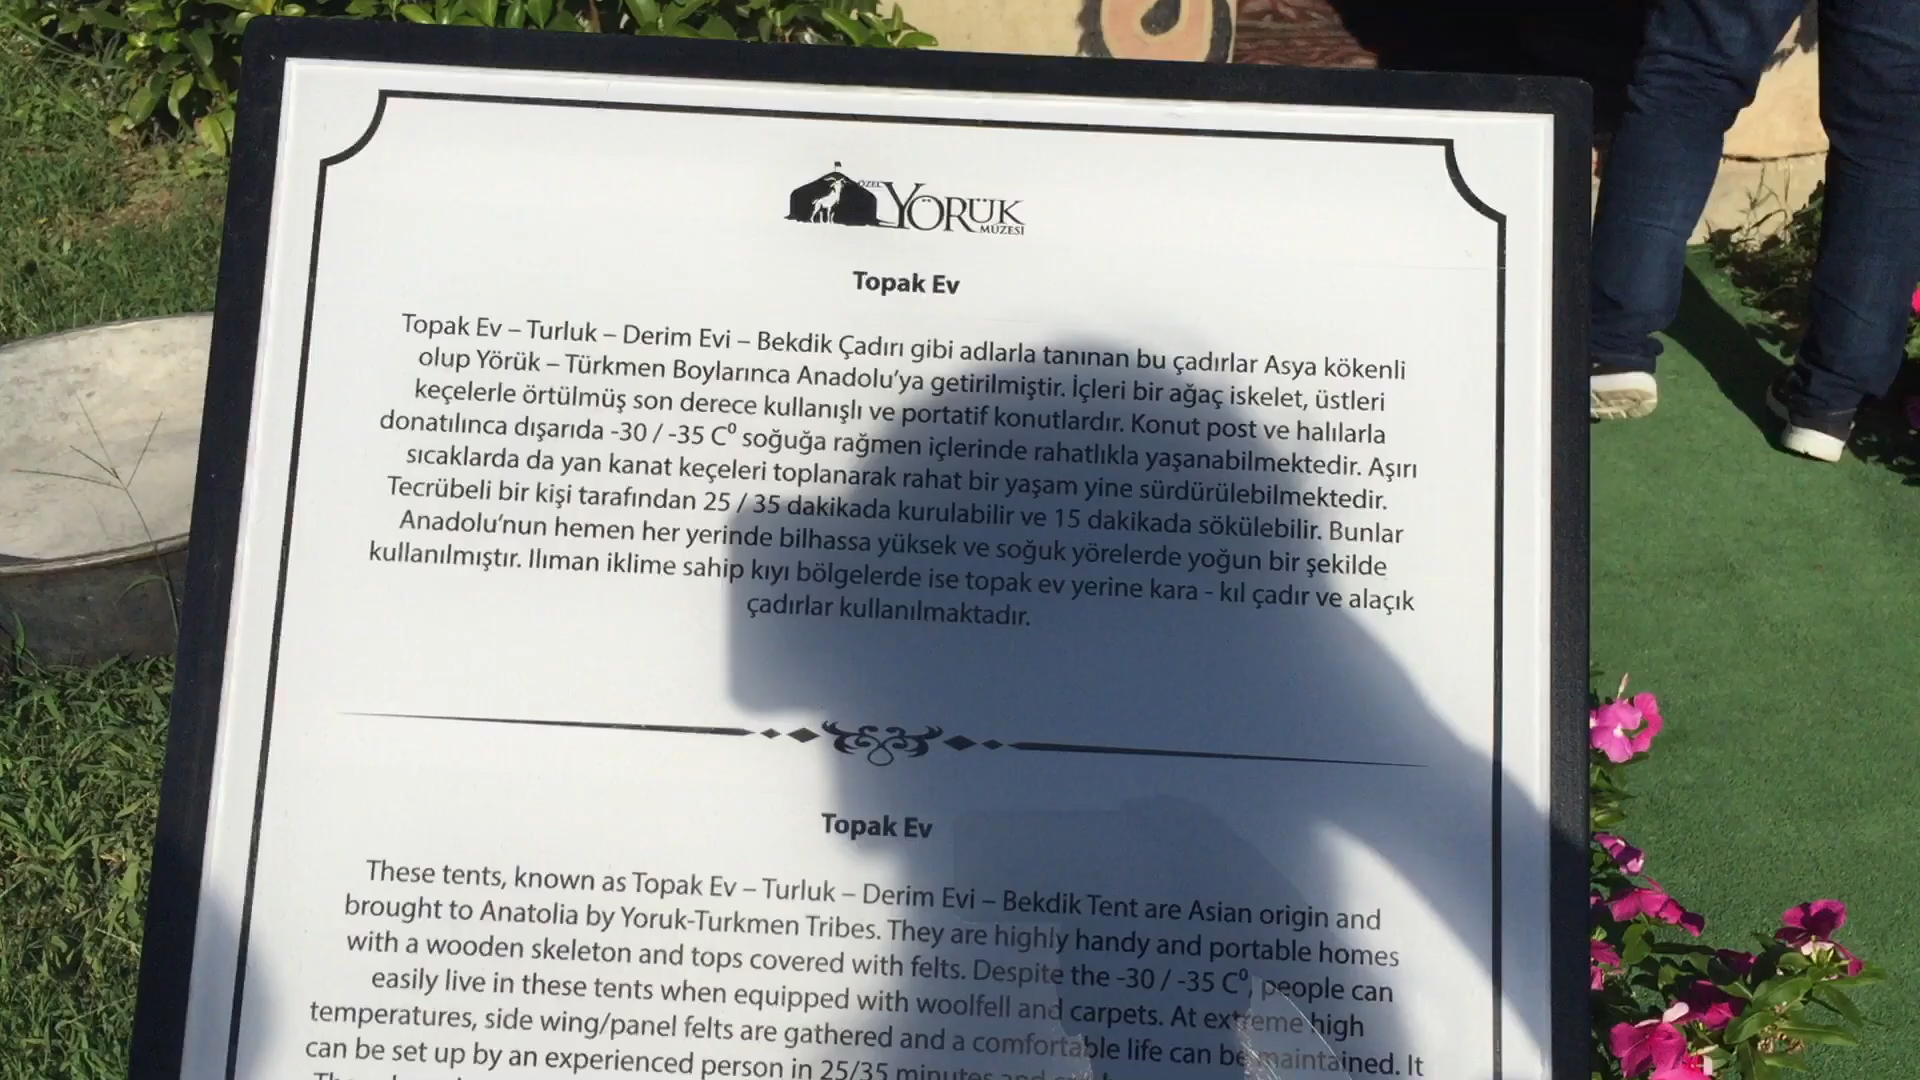 ÖZEL
YÖRÜK
MÜZESİ
Topak Ev
Topak Ev – Turluk – Derim Evi – Bekdik Çadırı gibi adlarla tanınan bu çadırlar Asya kökenli
olup Yörük – Türkmen Boylarınca Anadolu’ya getirilmiştir. İçleri bir ağaç iskelet, üstleri
keçelerle örtülmüş son derece kullanışlı ve portatif konutlardır. Konut post ve halılarla
donatılınca dışarıda -30 / -35 C⁰ soğuğa rağmen içlerinde rahatlıkla yaşanabilmektedir. Aşırı
sıcaklarda da yan kanat keçeleri toplanarak rahat bir yaşam yine sürdürülebilmektedir.
Tecrübeli bir kişi tarafından 25 / 35 dakikada kurulabilir ve 15 dakikada sökülebilir. Bunlar
Anadolu’nun hemen her yerinde bilhassa yüksek ve soğuk yörelerde yoğun bir şekilde
kullanılmıştır. Ilıman iklime sahip kıyı bölgelerde ise topak ev yerine kara - kıl çadır ve alaçık
çadırlar kullanılmaktadır.
Topak Ev
These tents, known as Topak Ev – Turluk – Derim Evi – Bekdik Tent are Asian origin and
brought to Anatolia by Yoruk-Turkmen Tribes. They are highly handy and portable homes
with a wooden skeleton and tops covered with felts. Despite the -30 / -35 C⁰, people can
easily live in these tents when equipped with woolfell and carpets. At extreme high
temperatures, side wing/panel felts are gathered and a comfortable life can be maintained. It
can be set up by an experienced person in 25/35 minutes and